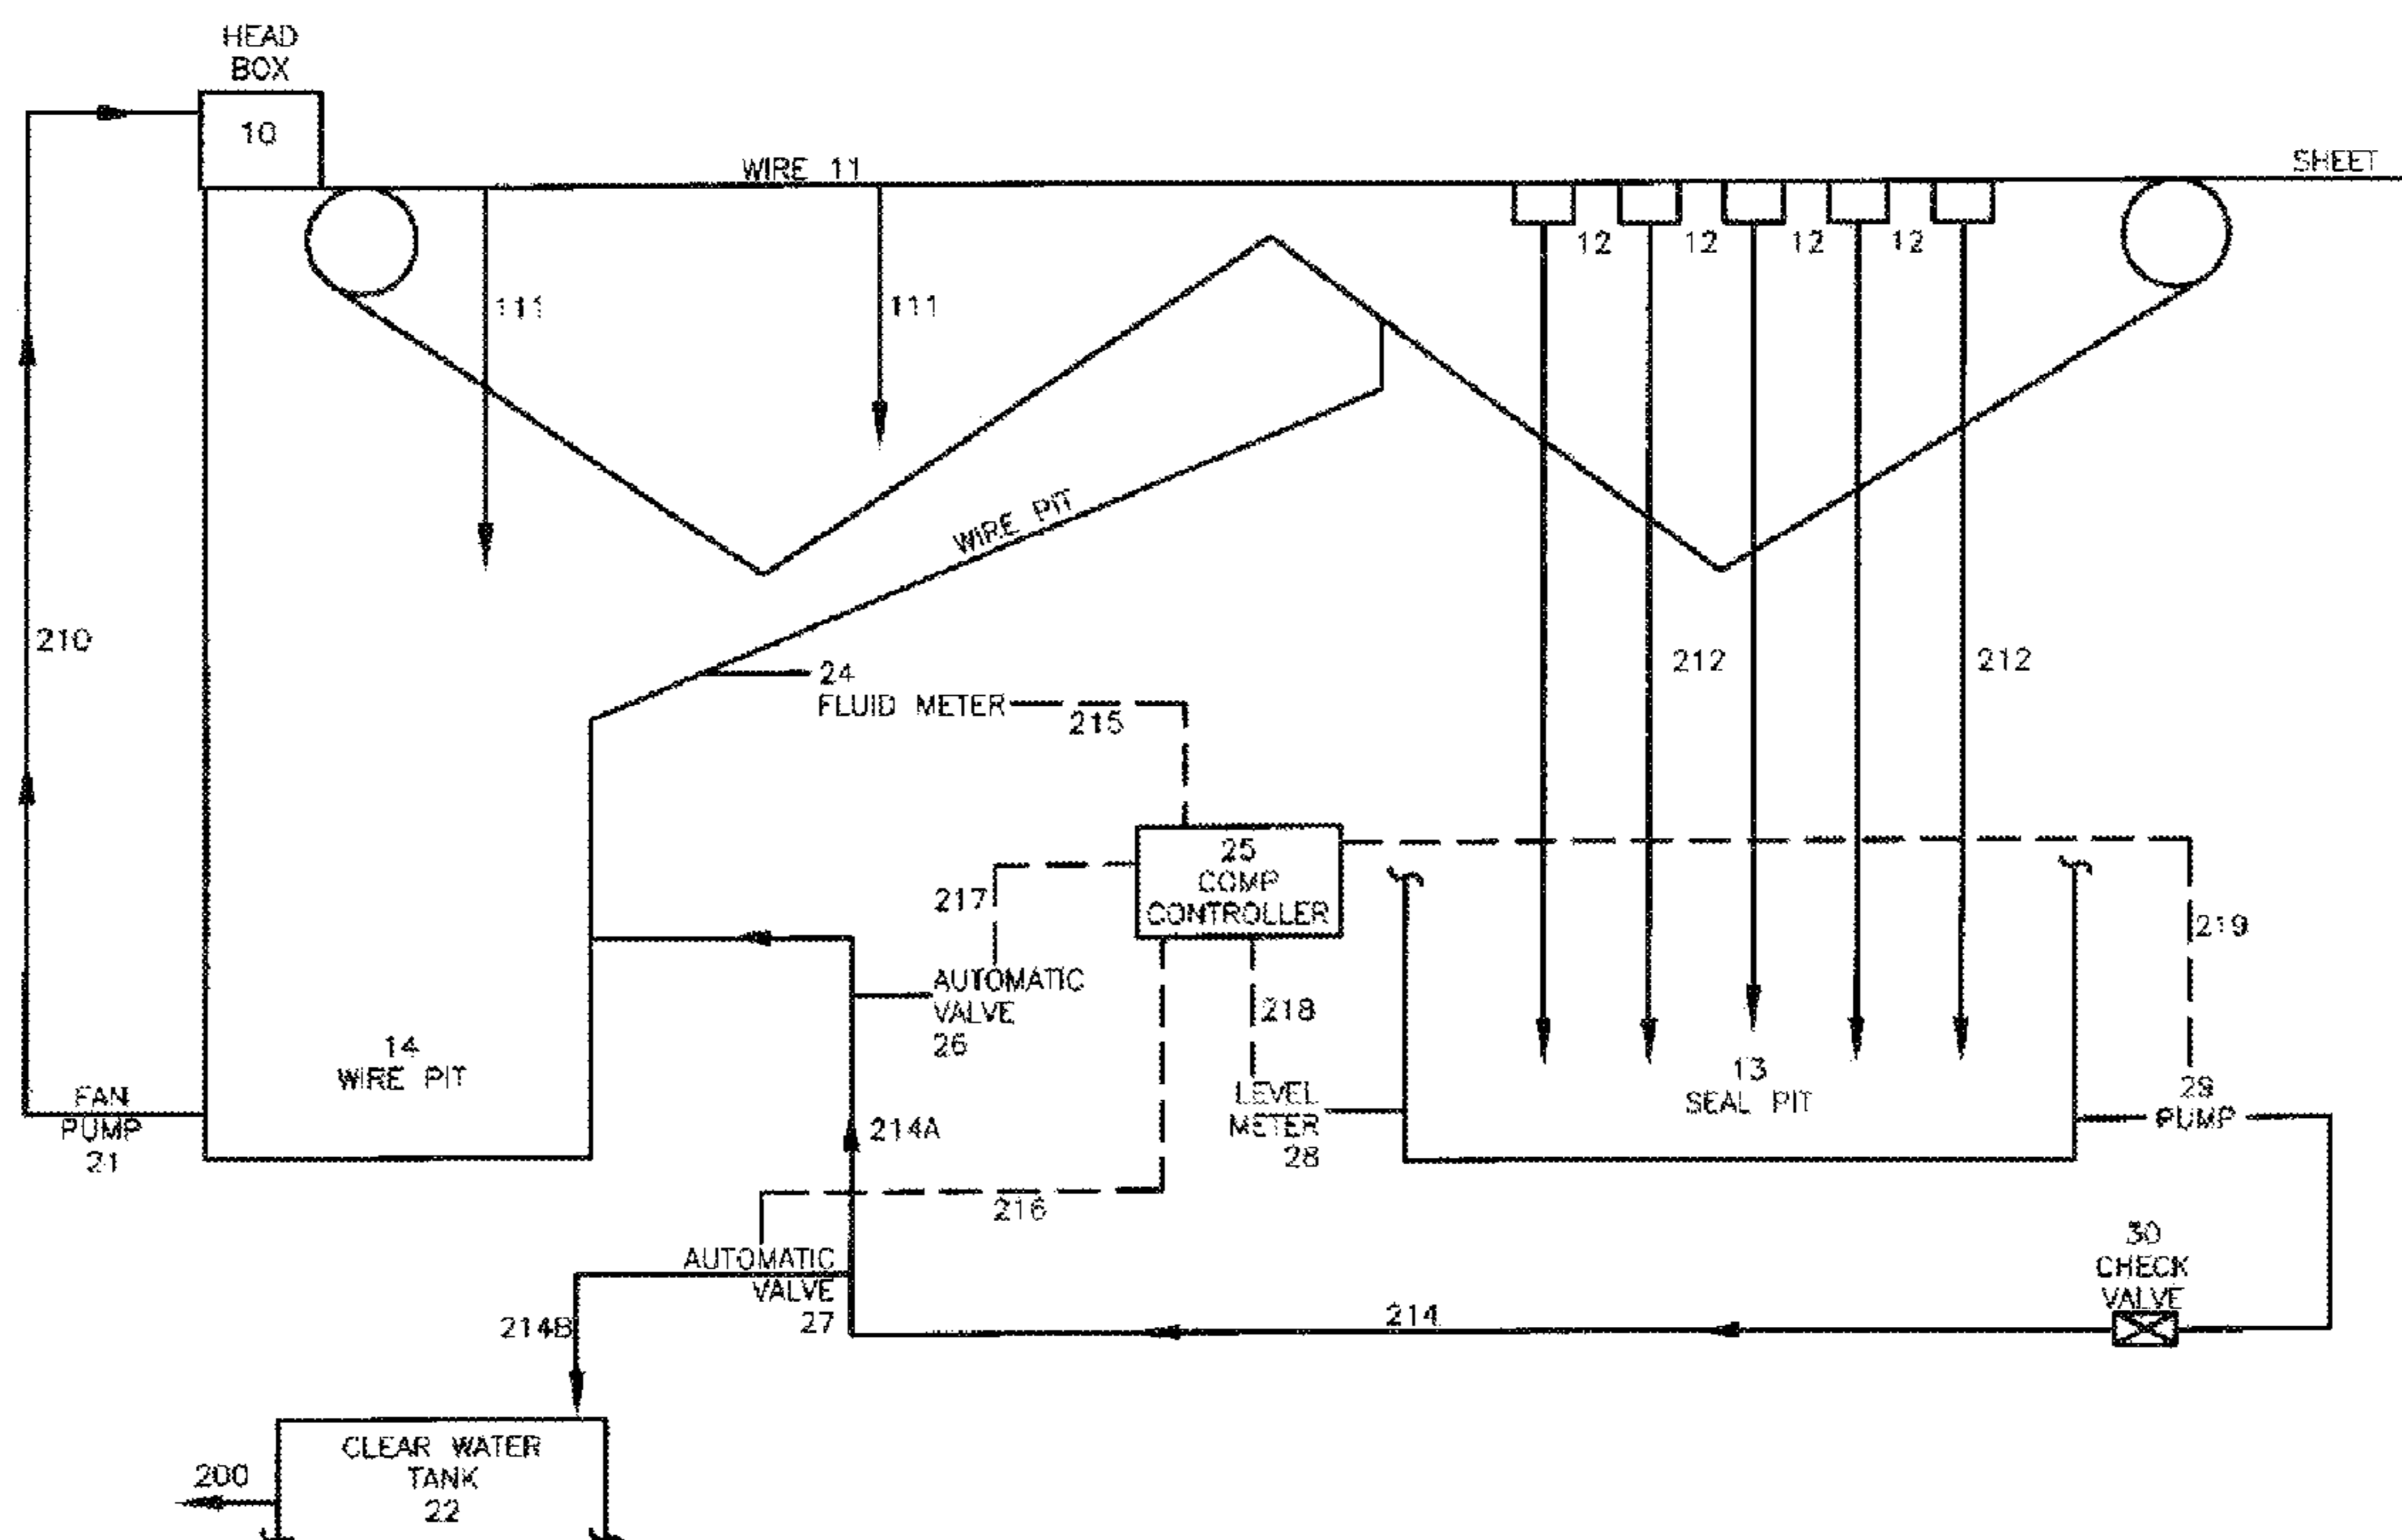 HEAD
BOX
10
WIRE 11
SHEET
12 12 12 12
111
111
WIRE PIT
210
24
FLUID METER
215
212
212
25
COMP
CONTROLLER
217
219
AUTOMATIC
VALVE
26
218
14
WIRE PIT
13
SEAL PIT
LEVEL
METER
28
29
PUMP
FAN
PUMP
21
214A
216
AUTOMATIC
VALVE
27
30
CHECK
VALVE
214B
214
CLEAR WATER
TANK
22
200